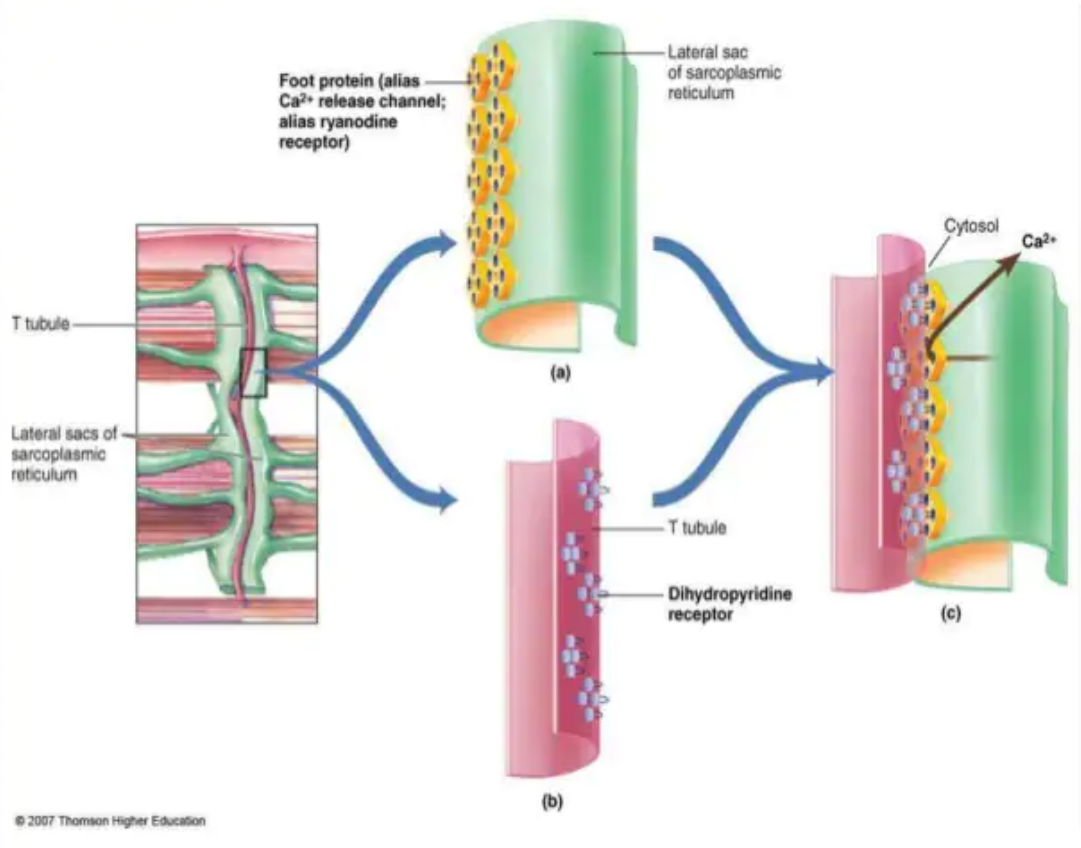 Foot protein (alias
Ca2+ release channel;
alias ryanodine
receptor)
Lateral sac
of sarcoplasmic
reticulum
(a)
T tubule
Lateral sacs of
sarcoplasmic
reticulum
Cytosol
Ca2+
(c)
T tubule
Dihydropyridine
receptor
(b)
© 2007 Thomson Higher Education